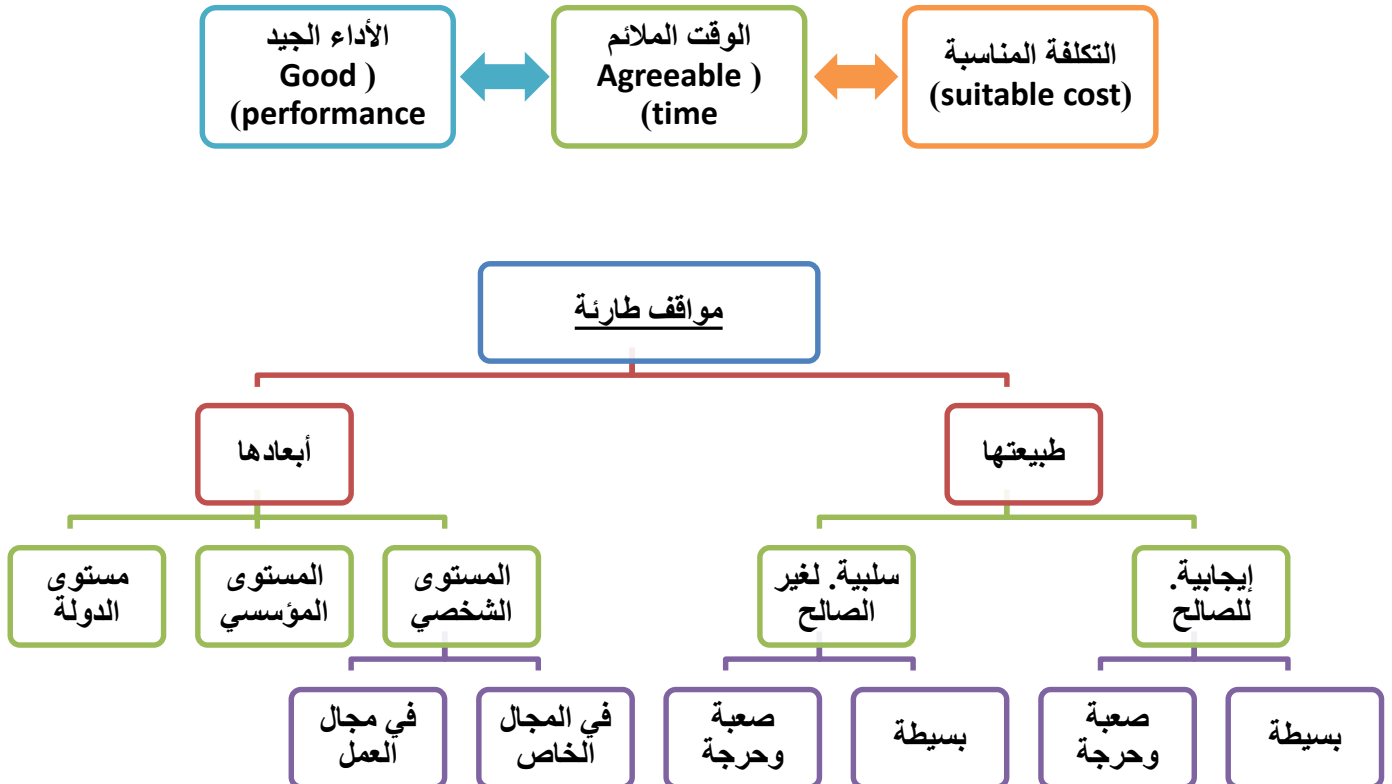 التكلفة المناسبة
(suitable cost)
الوقت الملائم
Agreeable )
(time
الأداء الجيد
Good )
(performance
مواقف طارئة
طبيعتها
أبعادها
إيجابية.
للصالح
سلبية. لغير
الصالح
المستوى
الشخصي
المستوى
المؤسسي
مستوى
الدولة
بسيطة
صعبة
وحرجة
بسيطة
صعبة
وحرجة
في المجال
الخاص
في مجال
العمل